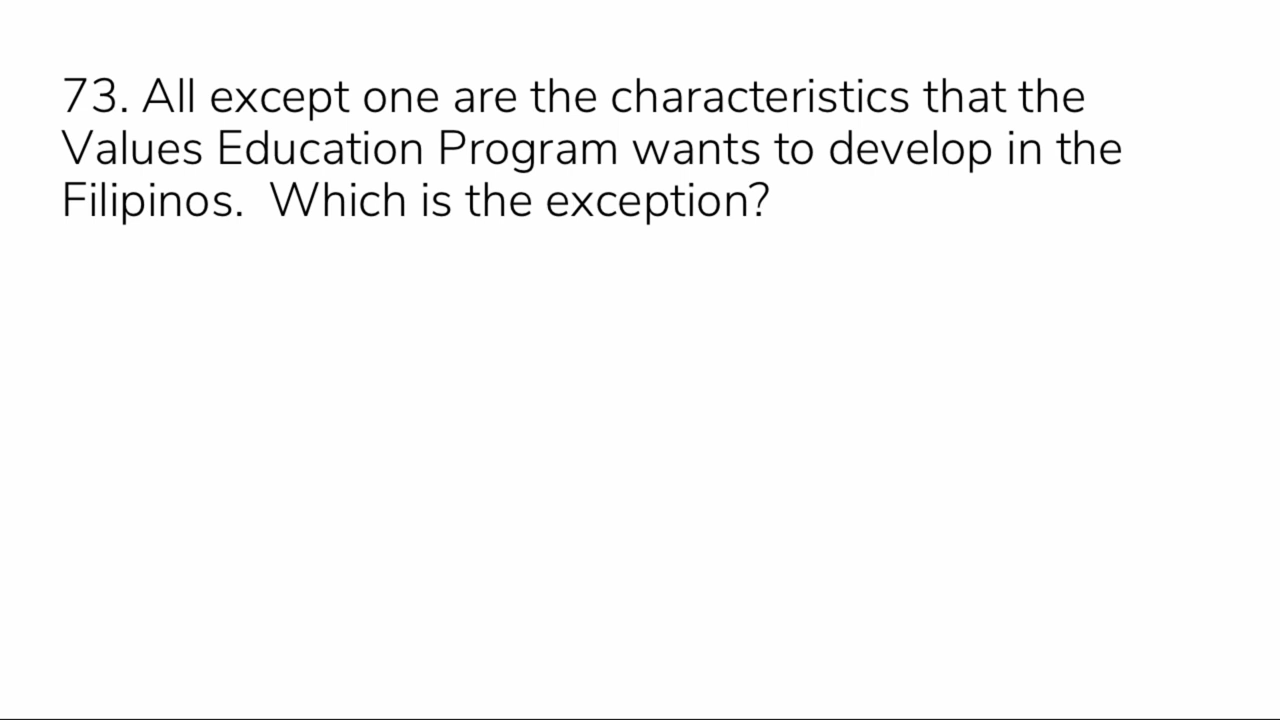 73. All except one are the characteristics that the
Values Education Program wants to develop in the
Filipinos.  Which is the exception?